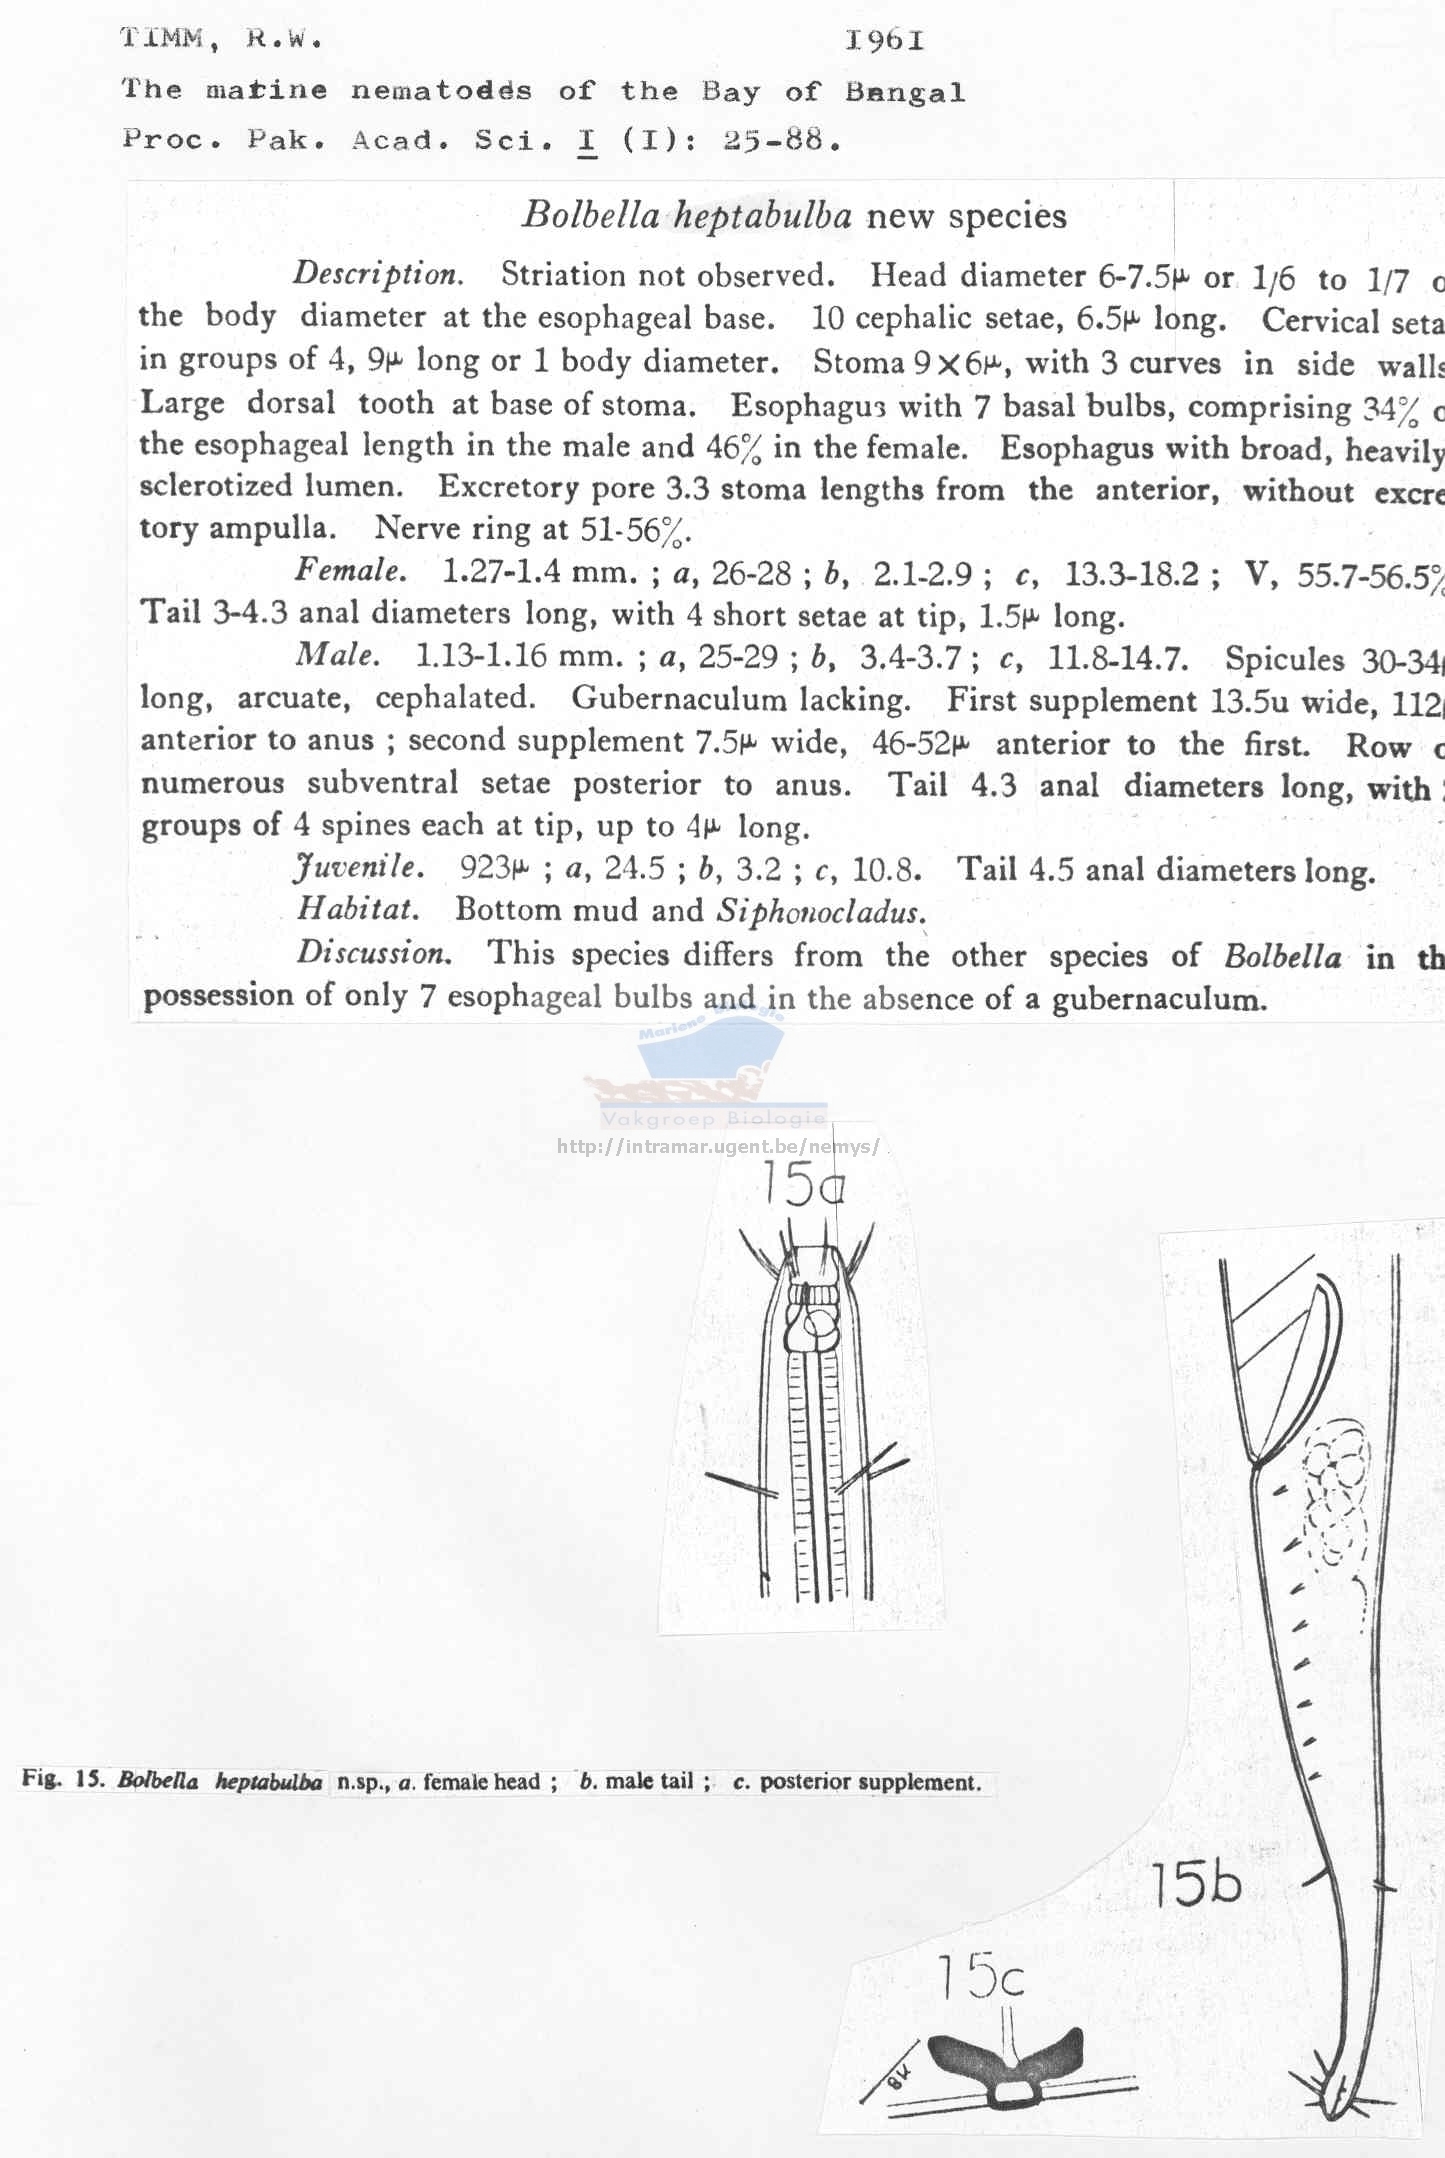 TIMM, R.W. I96I
The matine nematodes of the Bay of Bangal
Proc. Pak. Acad. Sci. I (I): 25-88.
Bolbella heptabulba new species
Description. Striation not observed. Head diameter 6-7.5μ or 1/6 to 1/7 o
the body diameter at the esophageal base. 10 cephalic setae, 6.5μ long. Cervical seta
in groups of 4, 9μ long or 1 body diameter. Stoma 9×6μ, with 3 curves in side walls
Large dorsal tooth at base of stoma. Esophagus with 7 basal bulbs, comprising 34% o
the esophageal length in the male and 46% in the female. Esophagus with broad, heavily
sclerotized lumen. Excretory pore 3.3 stoma lengths from the anterior, without excre
tory ampulla. Nerve ring at 51-56%.
Female. 1.27-1.4 mm. ; a, 26-28 ; b, 2.1-2.9 ; c, 13.3-18.2 ; V, 55.7-56.5%
Tail 3-4.3 anal diameters long, with 4 short setae at tip, 1.5μ long.
Male. 1.13-1.16 mm. ; a, 25-29 ; b, 3.4-3.7 ; c, 11.8-14.7. Spicules 30-34μ
long, arcuate, cephalated. Gubernaculum lacking. First supplement 13.5u wide, 112μ
anterior to anus ; second supplement 7.5μ wide, 46-52μ anterior to the first. Row o
numerous subventral setae posterior to anus. Tail 4.3 anal diameters long, with
groups of 4 spines each at tip, up to 4μ long.
Juvenile. 923μ ; a, 24.5 ; b, 3.2 ; c, 10.8. Tail 4.5 anal diameters long.
Habitat. Bottom mud and Siphonocladus.
Discussion. This species differs from the other species of Bolbella in th
possession of only 7 esophageal bulbs and in the absence of a gubernaculum.
Mariene Biologie
Vakgroep Biologie
http://intramar.ugent.be/nemys/
15a
Fig. 15. Bolbella heptabulba n.sp., a. female head ; b. male tail ; c. posterior supplement.
15b
15c
8μ